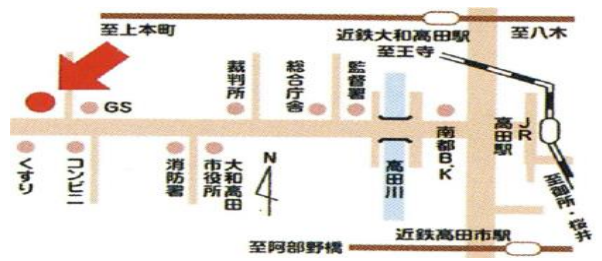 至上本町
近鉄大和高田駅
至八木
至王寺
裁判所
総合庁舎
監督署
GS
南都B.K
JR
高田駅
くすり
コンビニ
消防署
大和高田
市役所
N
高田川
至御所・桜井
近鉄高田市駅
至阿部野橋